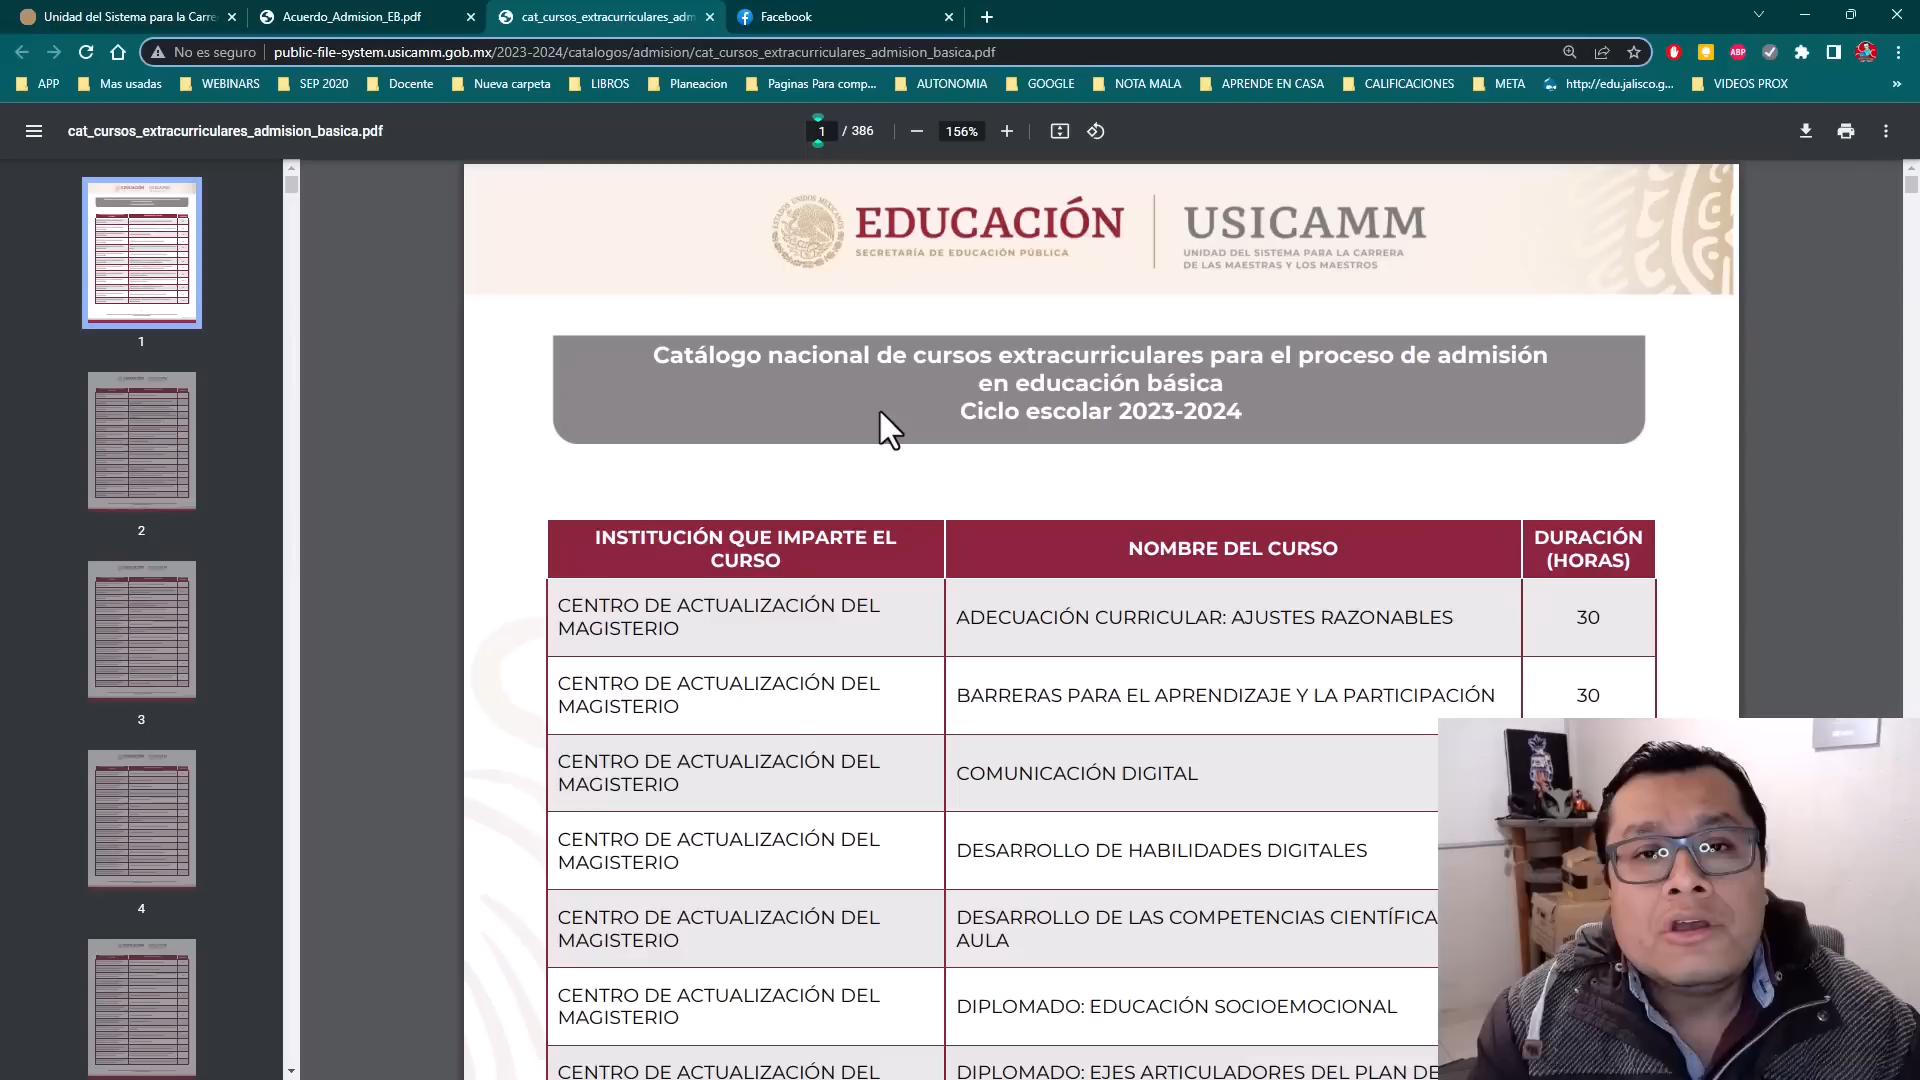 Unidad del Sistema para la Carre
Acuerdo_Admision_EB.pdf
cat_cursos_extracurriculares_adm
Facebook
No es seguro
public-file-system.usicamm.gob.mx/2023-2024/catalogos/admision/cat_cursos_extracurriculares_admision_basica.pdf
ABP
APP
Mas usadas
WEBINARS
SEP 2020
Docente
Nueva carpeta
LIBROS
Planeacion
Paginas Para comp...
AUTONOMIA
GOOGLE
NOTA MALA
APRENDE EN CASA
CALIFICACIONES
META
http://edu.jalisco.g...
VIDEOS PROX
»
cat_cursos_extracurriculares_admision_basica.pdf
1 / 386
156%
1
2
3
4
ESTADOS UNIDOS MEXICANOS
EDUCACIÓN
SECRETARÍA DE EDUCACIÓN PÚBLICA
USICAMM
UNIDAD DEL SISTEMA PARA LA CARRERA
DE LAS MAESTRAS Y LOS MAESTROS
Catálogo nacional de cursos extracurriculares para el proceso de admisión
en educación básica
Ciclo escolar 2023-2024
INSTITUCIÓN QUE IMPARTE EL
CURSO
NOMBRE DEL CURSO
DURACIÓN
(HORAS)
CENTRO DE ACTUALIZACIÓN DEL
MAGISTERIO
ADECUACIÓN CURRICULAR: AJUSTES RAZONABLES
30
CENTRO DE ACTUALIZACIÓN DEL
MAGISTERIO
BARRERAS PARA EL APRENDIZAJE Y LA PARTICIPACIÓN
30
CENTRO DE ACTUALIZACIÓN DEL
MAGISTERIO
COMUNICACIÓN DIGITAL
CENTRO DE ACTUALIZACIÓN DEL
MAGISTERIO
DESARROLLO DE HABILIDADES DIGITALES
CENTRO DE ACTUALIZACIÓN DEL
MAGISTERIO
DESARROLLO DE LAS COMPETENCIAS CIENTÍFICA
AULA
CENTRO DE ACTUALIZACIÓN DEL
MAGISTERIO
DIPLOMADO: EDUCACIÓN SOCIOEMOCIONAL
CENTRO DE ACTUALIZACIÓN DEL
DIPLOMADO: EJES ARTICULADORES DEL PLAN DE